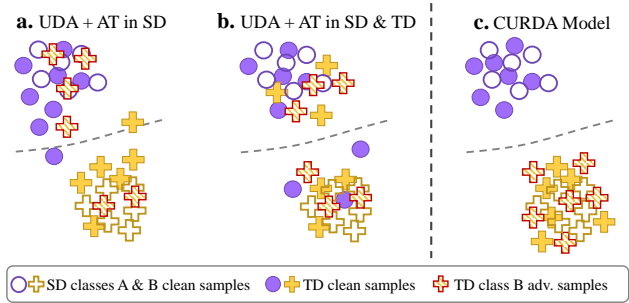 a. UDA + AT in SD
b. UDA + AT in SD & TD
c. CURDA Model
SD classes A & B clean samples
TD clean samples
TD class B adv. samples